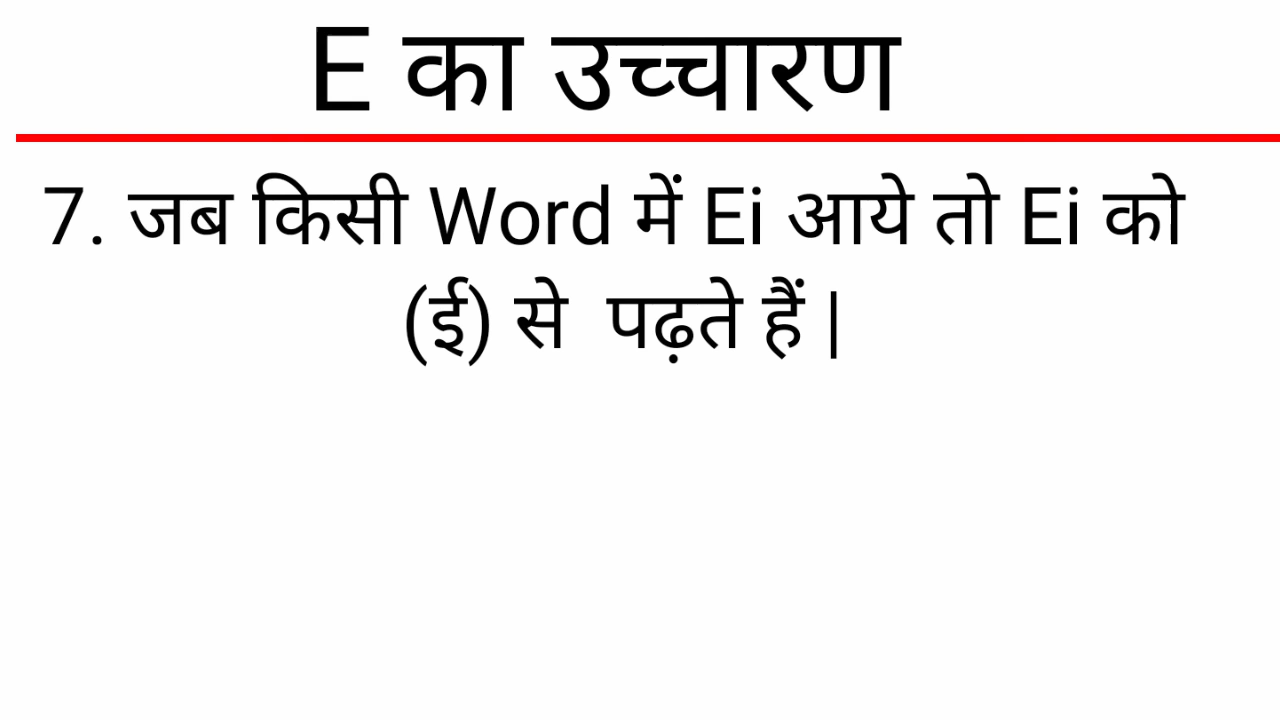 E का उच्चारण
7. जब किसी Word में Ei आये तो Ei को
(ई) से पढ़ते हैं |